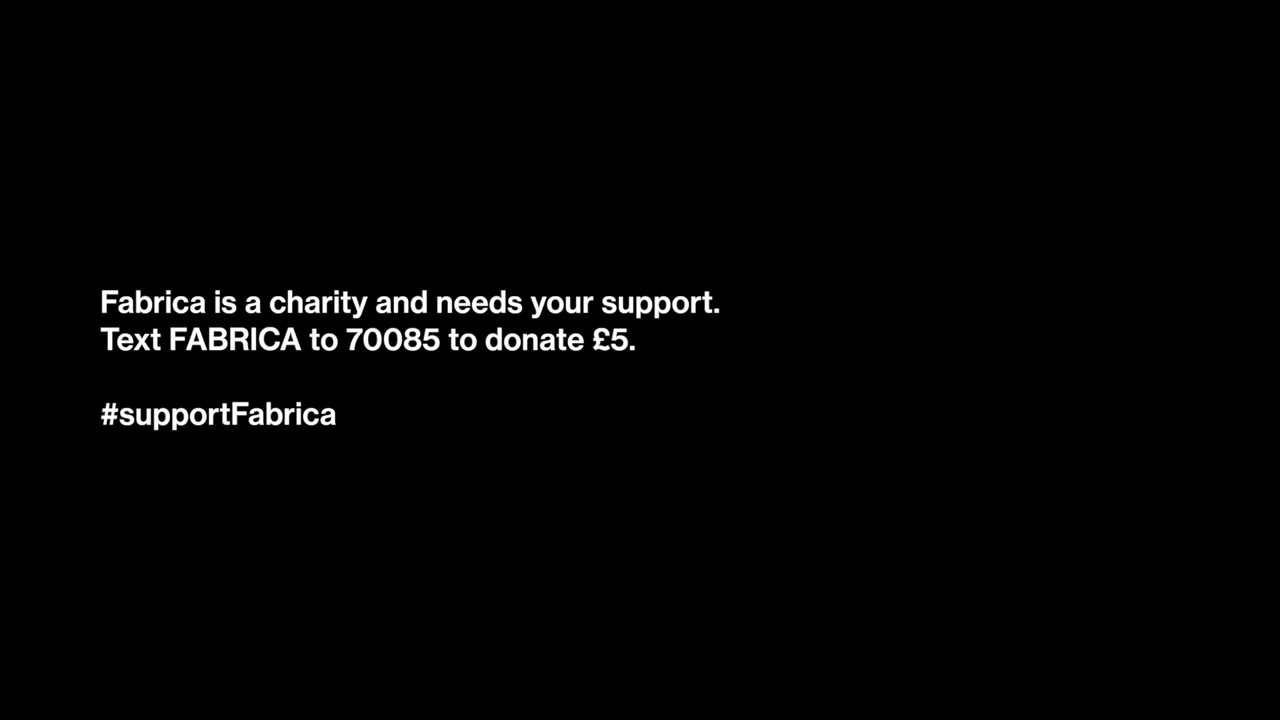 Fabrica is a charity and needs your support.
Text FABRICA to 70085 to donate £5.
#supportFabrica